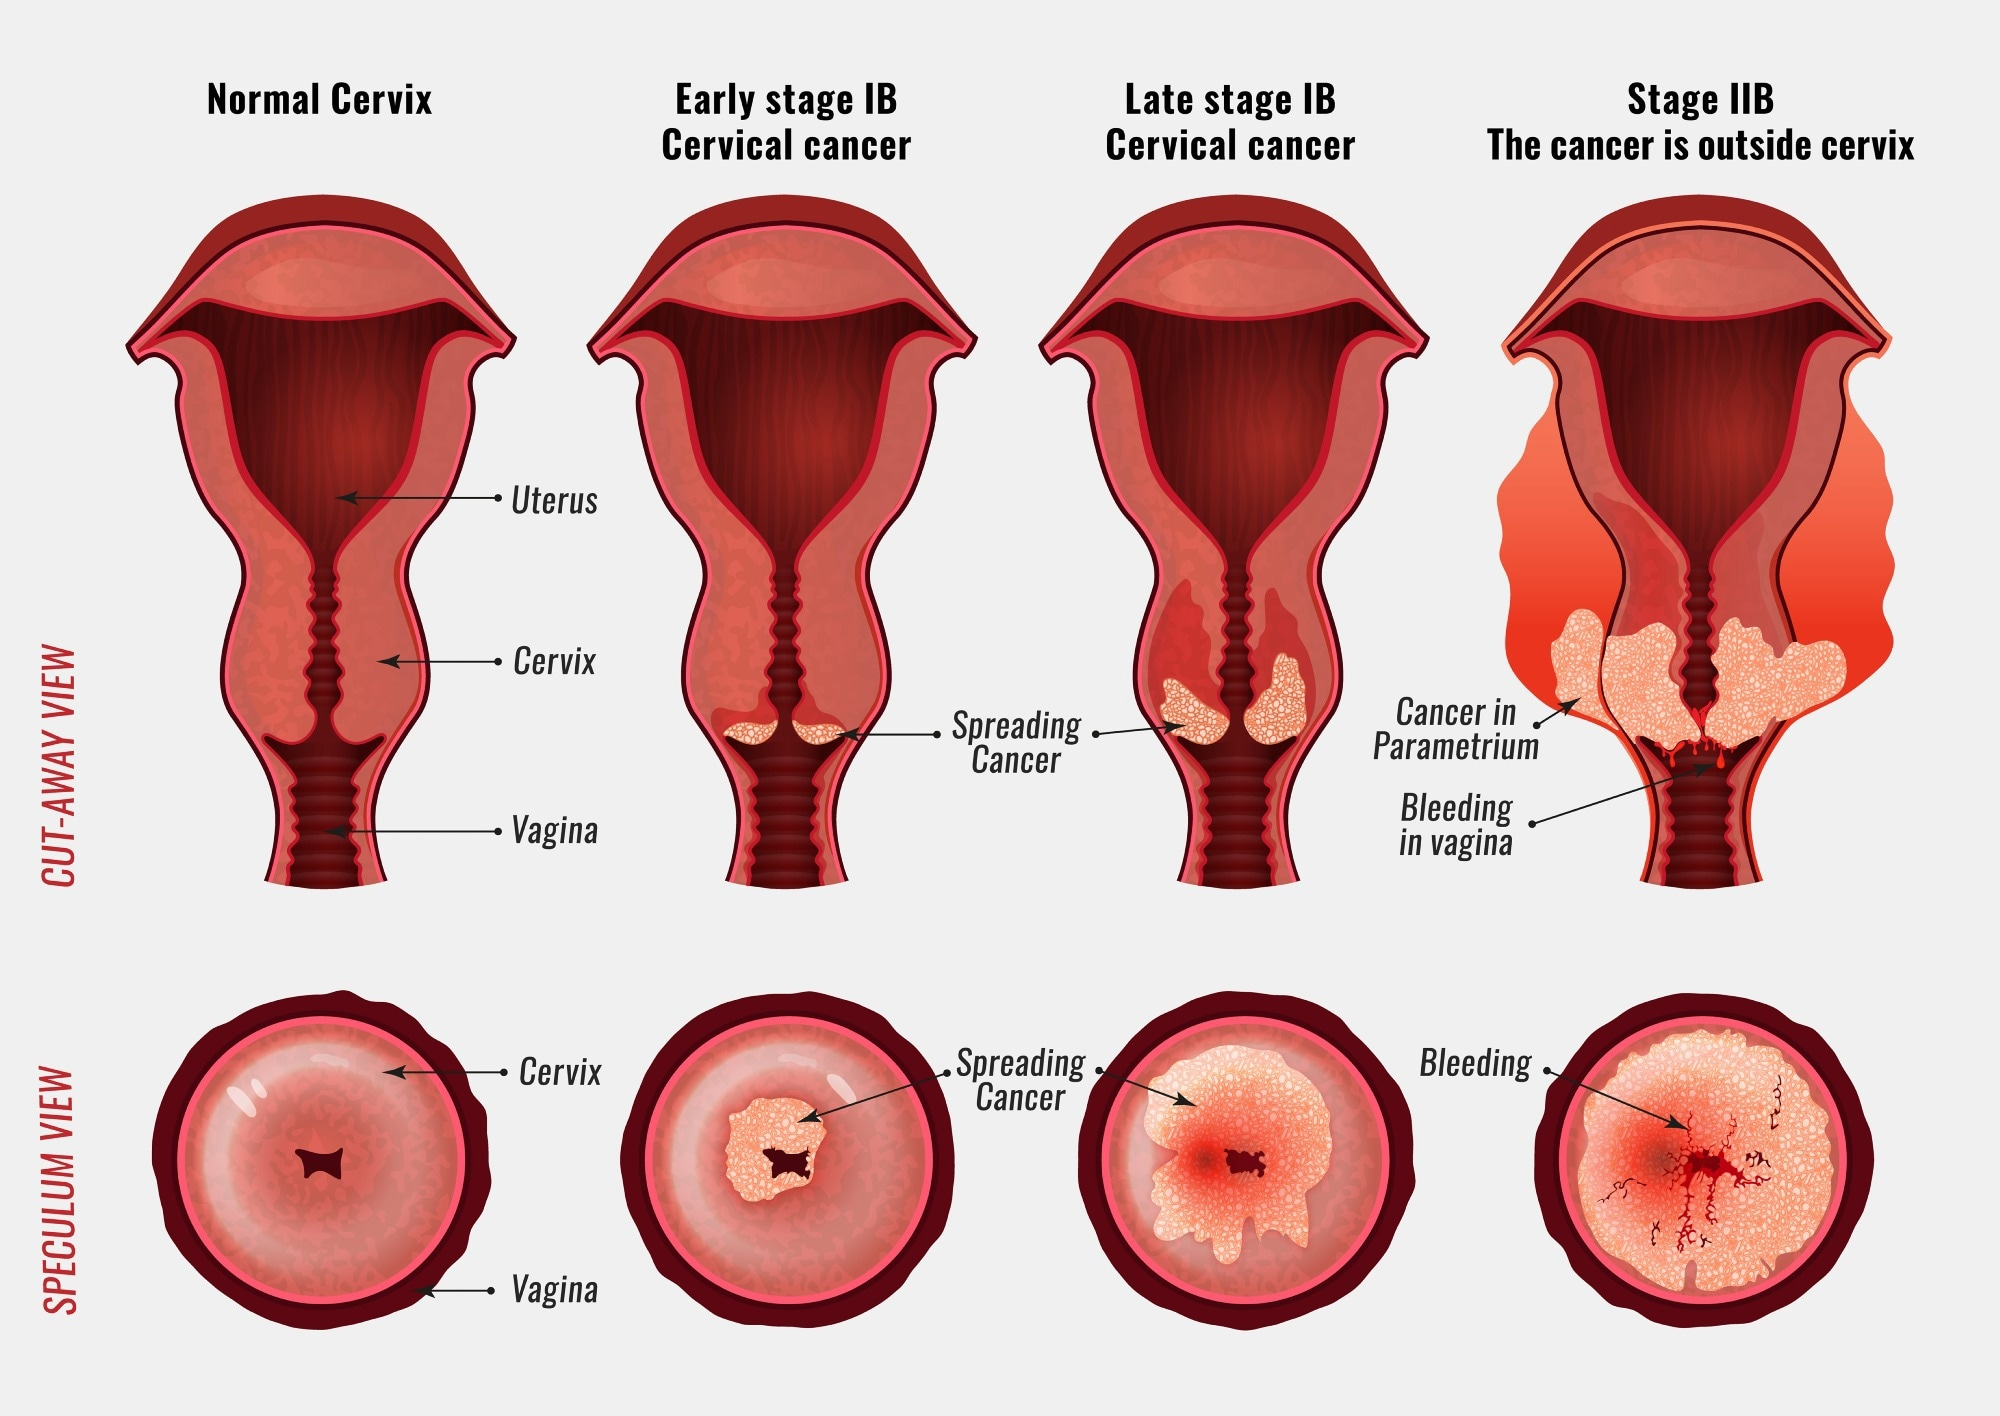 Normal Cervix
Early stage IB
Cervical cancer
Late stage IB
Cervical cancer
Stage IIB
The cancer is outside cervix
CUT-AWAY VIEW
Uterus
Cervix
Vagina
Spreading
Cancer
Cancer in
Parametrium
Bleeding
in vagina
SPECULUM VIEW
Cervix
Vagina
Spreading
Cancer
Bleeding